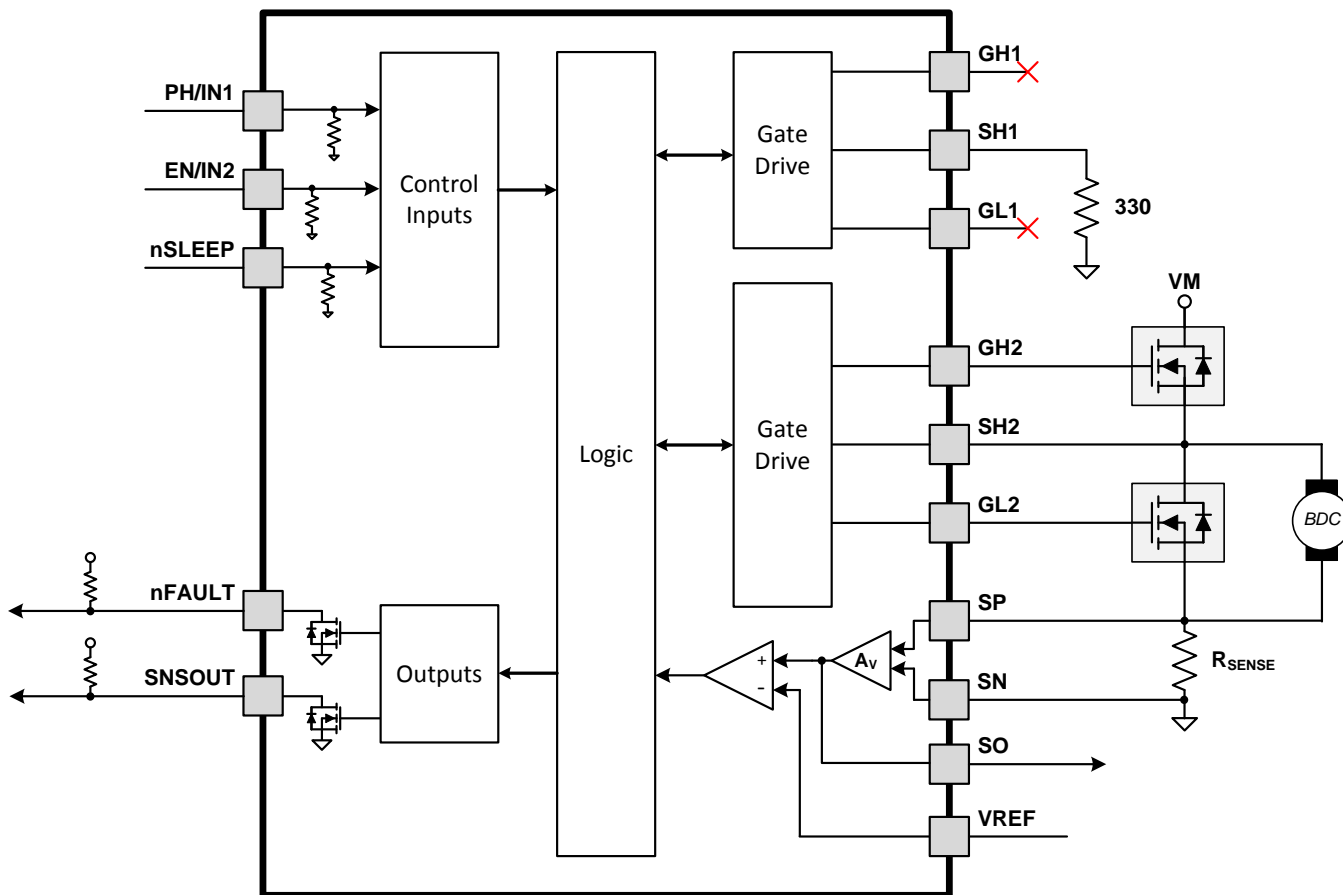 GH1
PH/IN1
SH1
Gate
Drive
EN/IN2
Control
Inputs
330
GL1
nSLEEP
VM
GH2
SH2
Gate
Drive
Logic
GL2
BDC
nFAULT
SP
Outputs
+
-
AV
RSENSE
SNSOUT
SN
SO
VREF